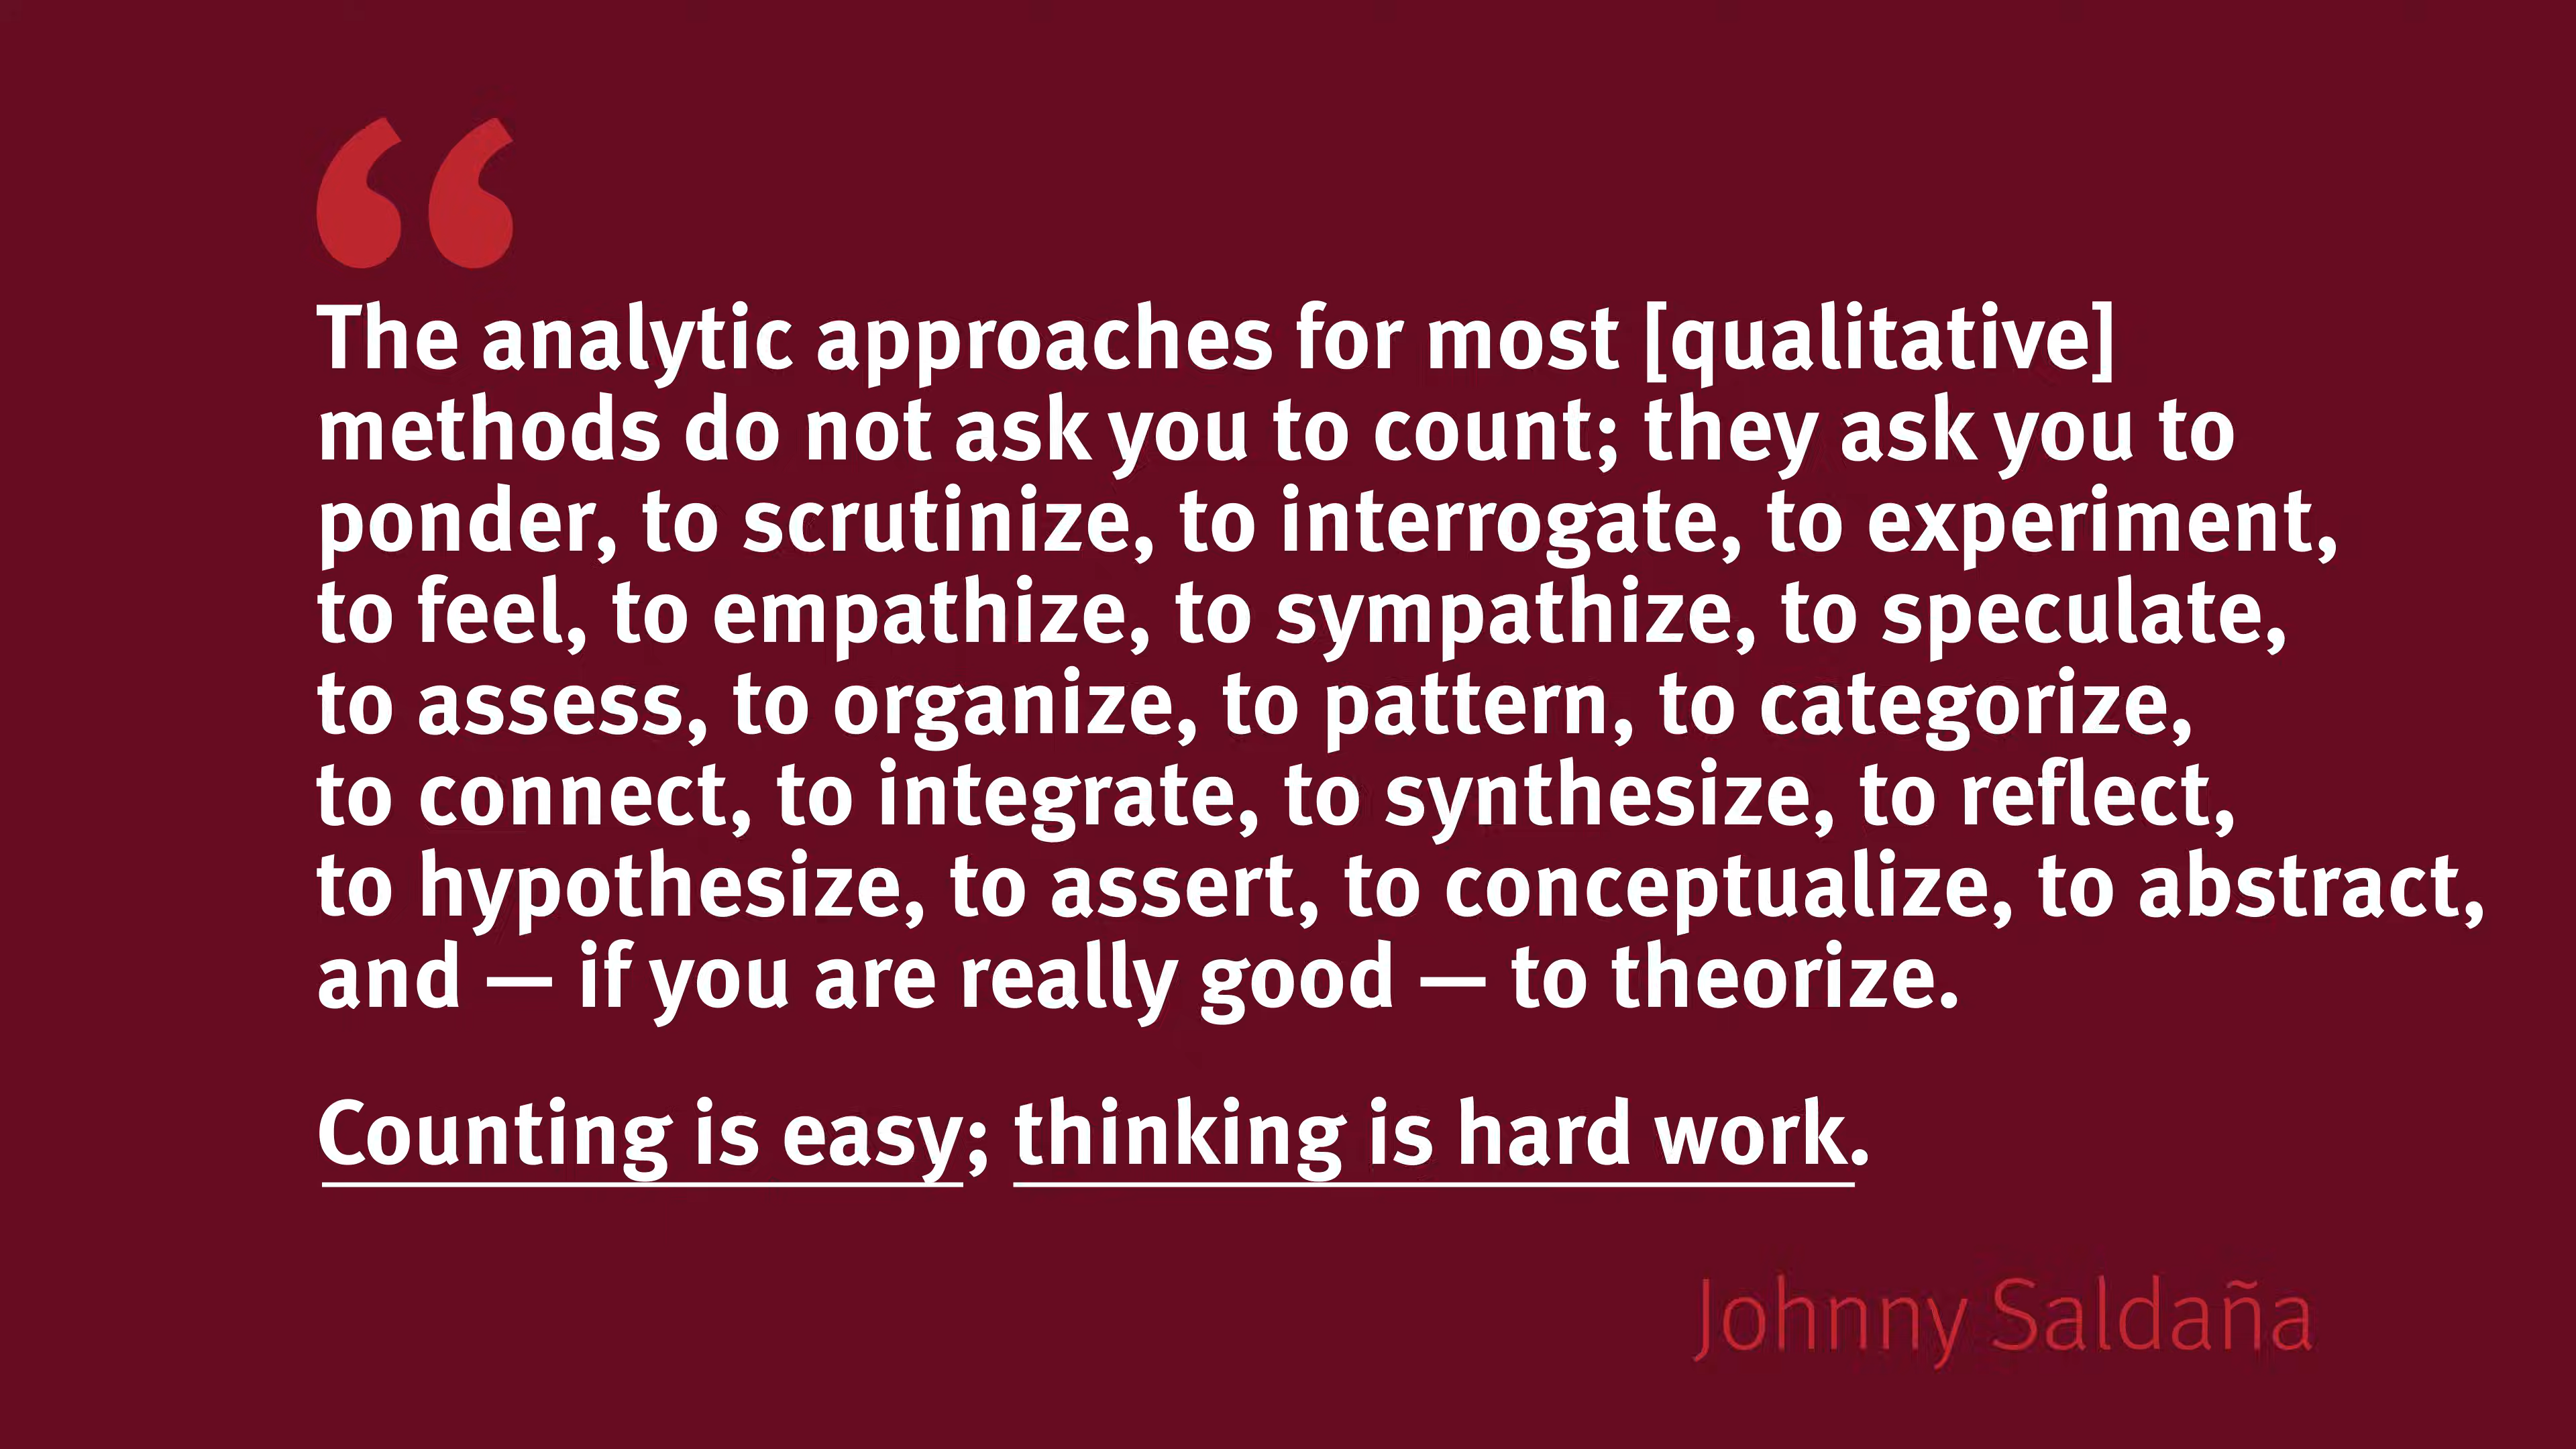 “
The analytic approaches for most [qualitative]
methods do not ask you to count; they ask you to
ponder, to scrutinize, to interrogate, to experiment,
to feel, to empathize, to sympathize, to speculate,
to assess, to organize, to pattern, to categorize,
to connect, to integrate, to synthesize, to reflect,
to hypothesize, to assert, to conceptualize, to abstract,
and — if you are really good — to theorize.
Counting is easy; thinking is hard work.
Johnny Saldaña